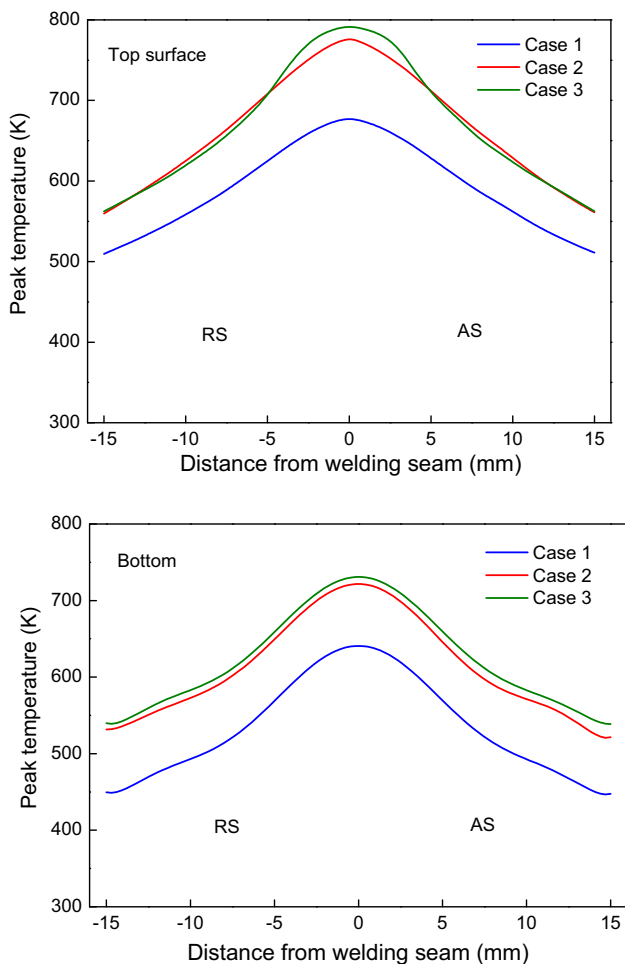 800
Top surface
Case 1
Case 2
Case 3
700
600
500
400
RS
AS
300
-15 -10 -5 0 5 10 15
Peak temperature (K)
Distance from welding seam (mm)
800
Bottom
Case 1
Case 2
Case 3
700
600
500
400
RS
AS
300
-15 -10 -5 0 5 10 15
Peak temperature (K)
Distance from welding seam (mm)